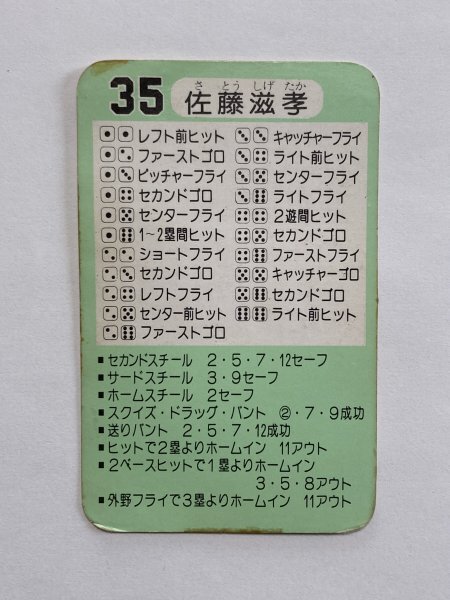 さ とう しげ たか
35 佐藤滋孝
⚀⚀ レフト前ヒット
⚀⚁ ファーストゴロ
⚀⚂ ピッチャーフライ
⚀⚃ セカンドゴロ
⚀⚄ センターフライ
⚀⚅ 1~2塁間ヒット
⚁⚁ ショートフライ
⚁⚂ セカンドゴロ
⚁⚃ レフトフライ
⚁⚄ センター前ヒット
⚁⚅ ファーストゴロ
⚂⚂ キャッチャーフライ
⚂⚃ ライト前ヒット
⚂⚄ センターフライ
⚂⚅ ライトフライ
⚃⚃ 2遊間ヒット
⚃⚄ セカンドゴロ
⚃⚅ ファーストフライ
⚄⚄ キャッチャーゴロ
⚄⚅ セカンドゴロ
⚅⚅ ライト前ヒット
■セカンドスチール 2・5・7・12セーフ
■サードスチール 3・9セーフ
■ホームスチール 2セーフ
■スクイズ・ドラッグ・バント ②・7・9成功
■送りバント 2・5・7・12成功
■ヒットで2塁よりホームイン 11アウト
■2ベースヒットで1塁よりホームイン
3・5・8アウト
■外野フライで3塁よりホームイン 11アウト